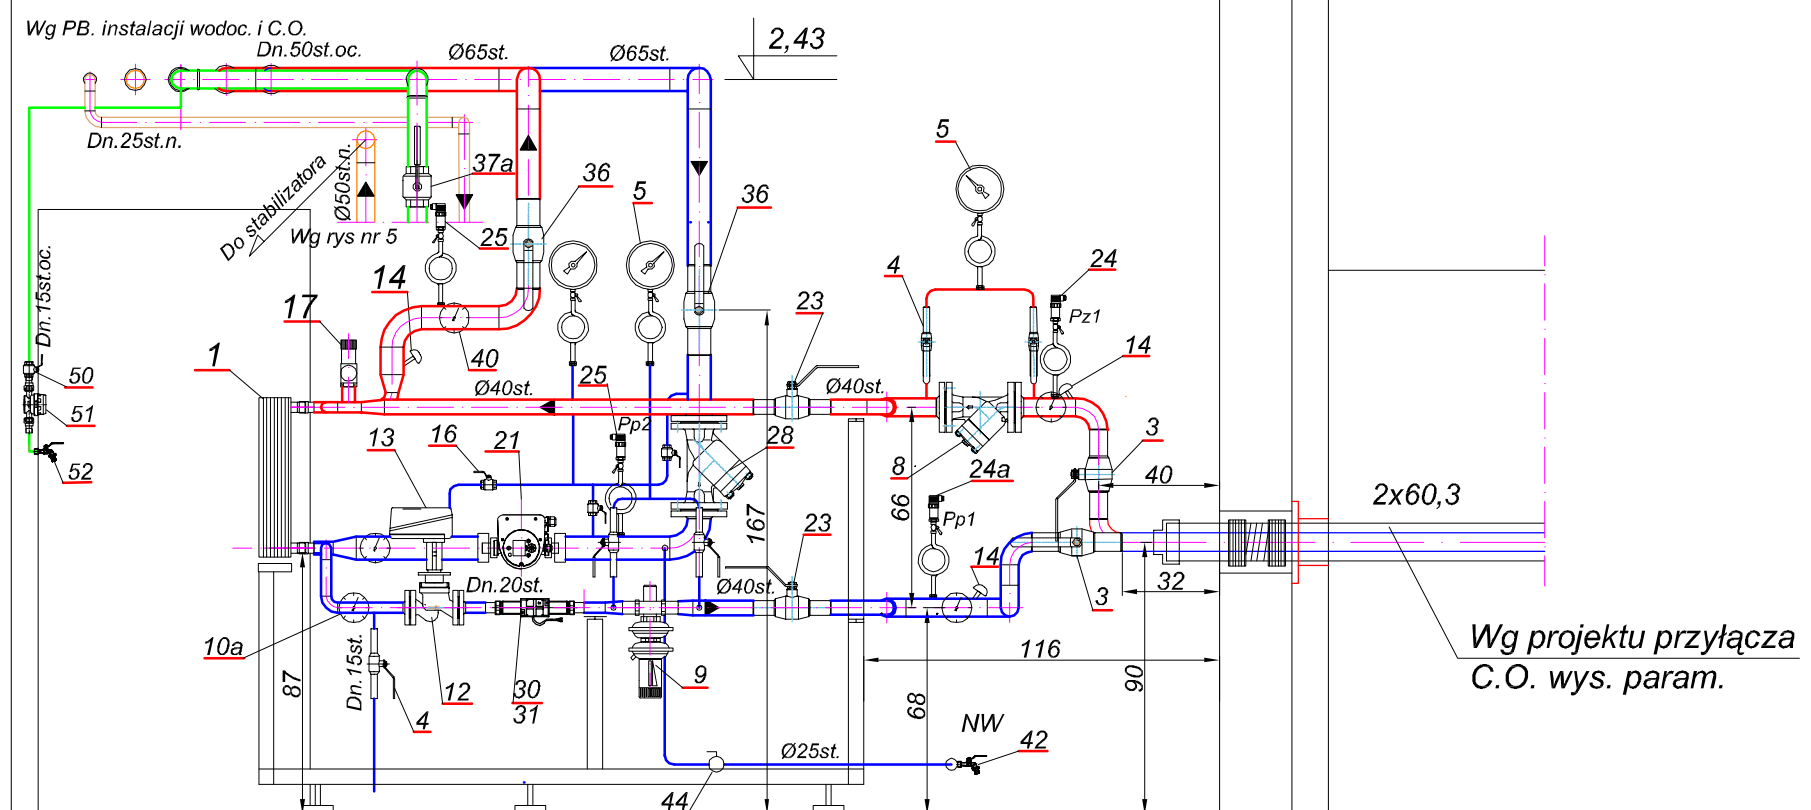 Wg PB. instalacji wodoc. i C.O.
Dn.50st.oc.
Ø65st.
Ø65st.
2,43
Dn.25st.n.
Do stabilizatora
Ø50st.n.
37a
36
5
36
5
Wg rys nr 5
25
14
17
Dn.15st.oc.
1
40
50
51
52
Ø40st.
25
Pp2
23
Ø40st.
4
24
Pz1
14
13
16
21
28
8
24a
66
3
40
2x60,3
167
23
Pp1
14
Dn.20st.
Ø40st.
3
32
10a
87
Dn.15st.
4
12
30
31
9
116
68
90
Wg projektu przyłącza
C.O. wys. param.
NW
Ø25st.
42
44